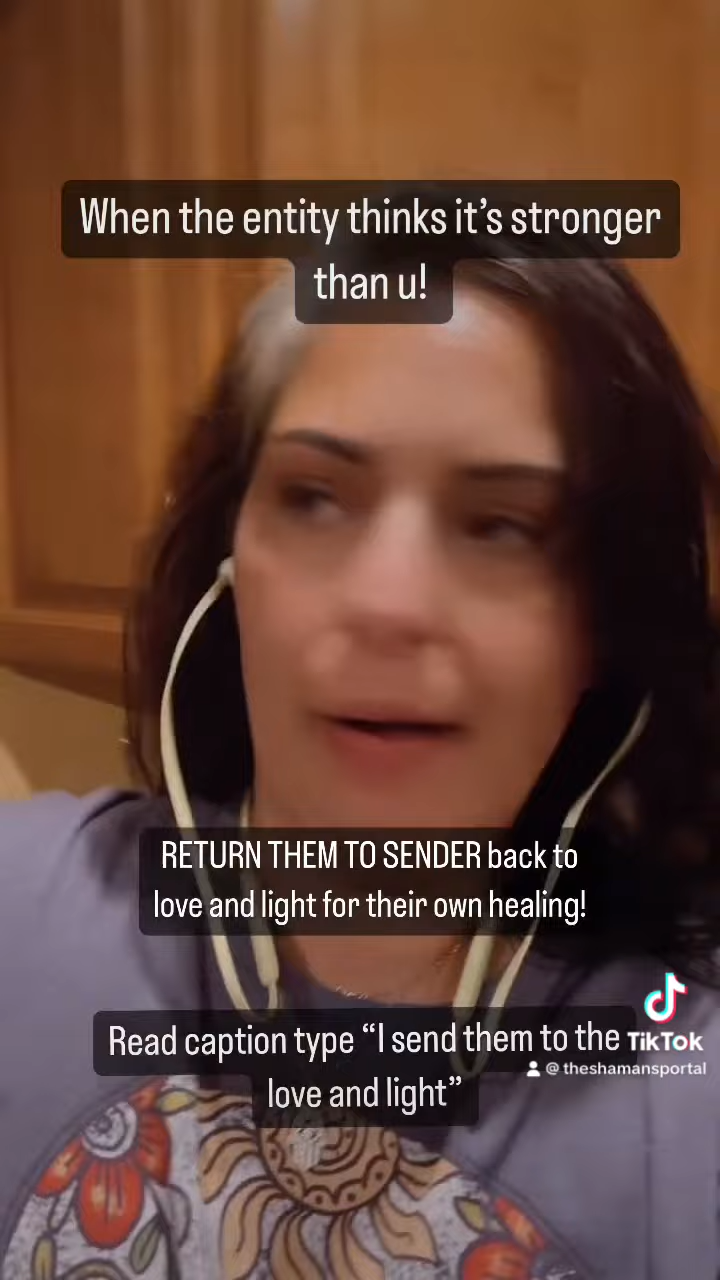 When the entity thinks it’s stronger
than u!
RETURN THEM TO SENDER back to
love and light for their own healing!
Read caption type “I send them to the
love and light”
TikTok
@ theshamansportal